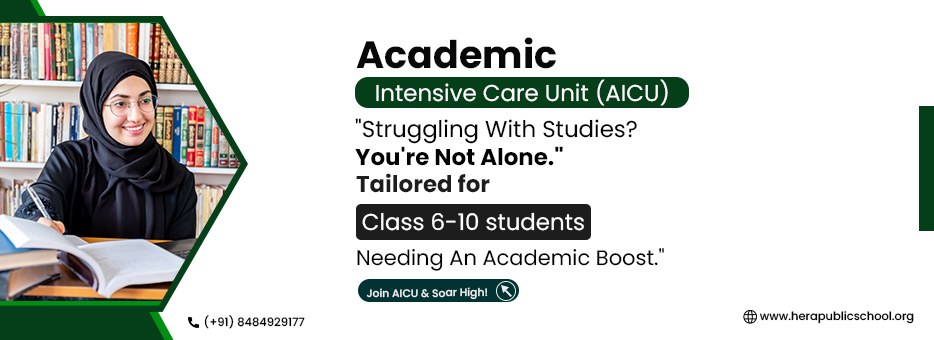 Academic
Intensive Care Unit (AICU)
"Struggling With Studies?
You're Not Alone."
Tailored for
Class 6-10 students
Needing An Academic Boost."
Join AICU & Soar High!
(+91) 8484929177
www.herapublicschool.org